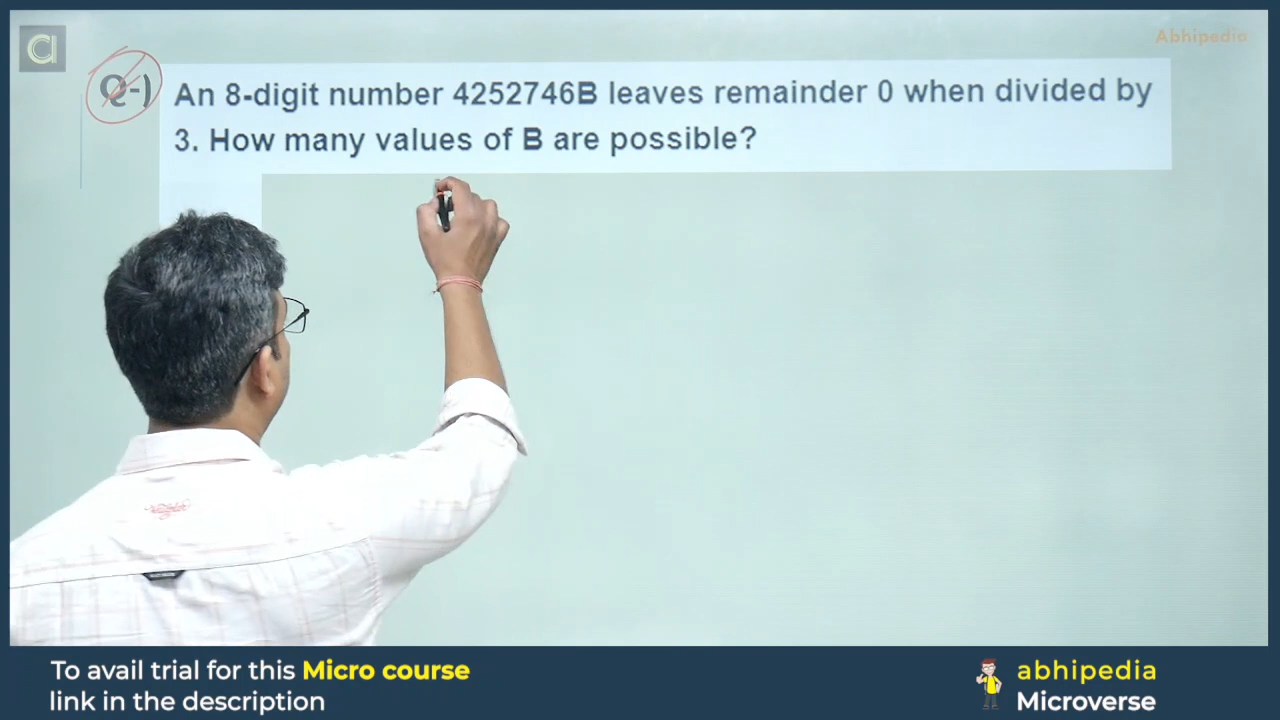 Abhipedia
Q-)
An 8-digit number 4252746B leaves remainder 0 when divided by
3. How many values of B are possible?
To avail trial for this Micro course
link in the description
abhipedia
Microverse